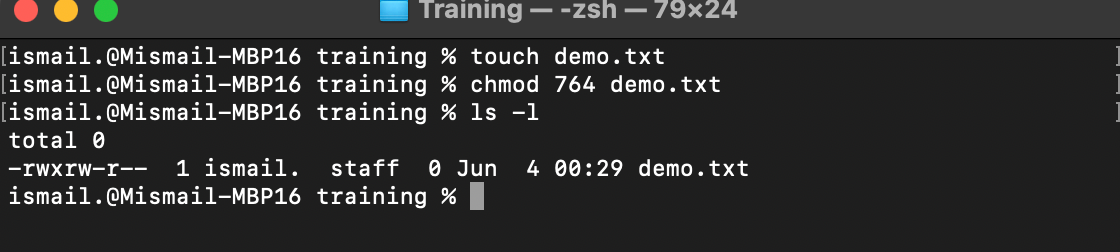 Training — -zsh — 79×24
[ismail.@Mismail-MBP16 training % touch demo.txt ]
[ismail.@Mismail-MBP16 training % chmod 764 demo.txt ]
[ismail.@Mismail-MBP16 training % ls -l ]
total 0
-rwxrw-r--  1 ismail.  staff  0 Jun  4 00:29 demo.txt
ismail.@Mismail-MBP16 training %